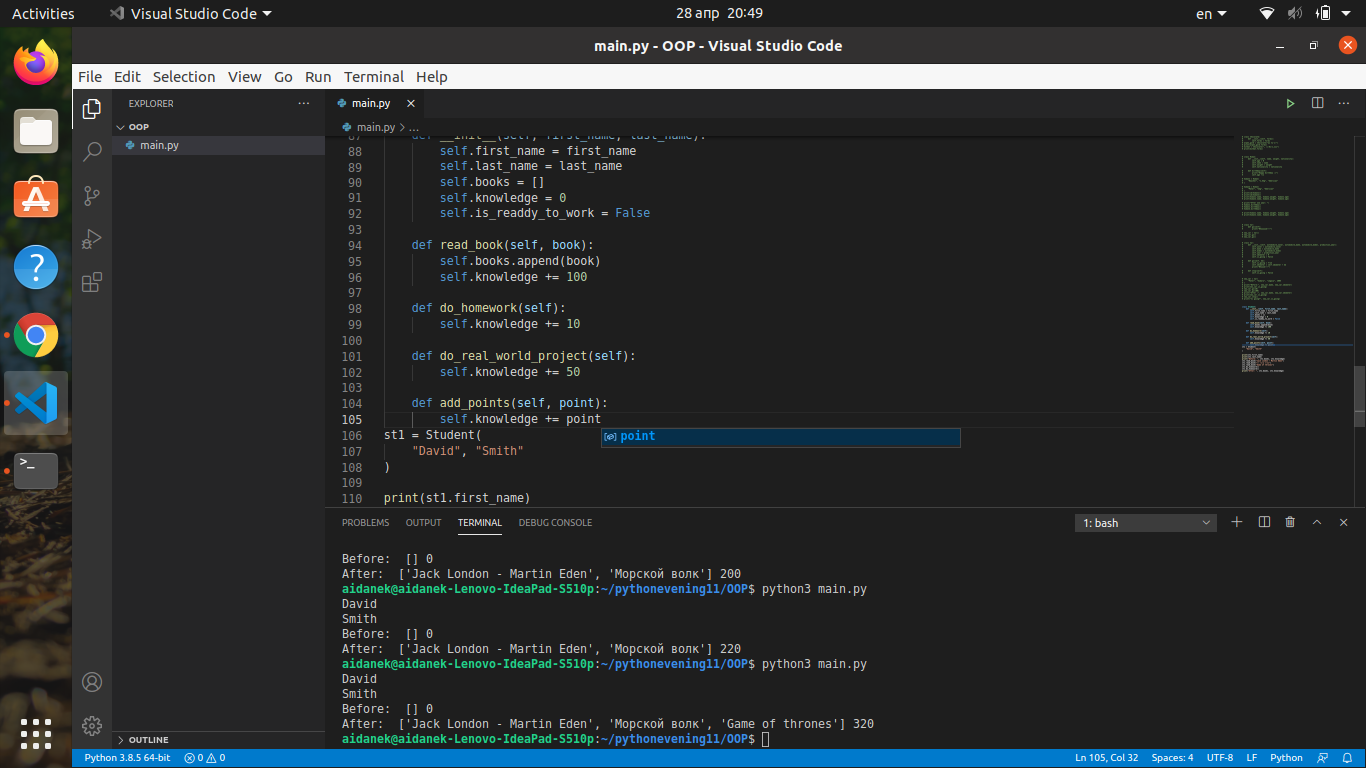 Activities
Visual Studio Code
28 апр 20:49
en
main.py - OOP - Visual Studio Code
File Edit Selection View Go Run Terminal Help
EXPLORER
OOP
main.py
main.py
main.py > ...
87 def __init__(self, first_name, last_name):
88 self.first_name = first_name
89 self.last_name = last_name
90 self.books = []
91 self.knowledge = 0
92 self.is_readdy_to_work = False
93
94 def read_book(self, book):
95 self.books.append(book)
96 self.knowledge += 100
97
98 def do_homework(self):
99 self.knowledge += 10
100
101 def do_real_world_project(self):
102 self.knowledge += 50
103
104 def add_points(self, point):
105 self.knowledge += point
106 st1 = Student(
point
107 "David", "Smith"
108 )
109
110 print(st1.first_name)
PROBLEMS OUTPUT TERMINAL DEBUG CONSOLE
1: bash
Before: [] 0
After: ['Jack London - Martin Eden', 'Морской волк'] 200
aidanek@aidanek-Lenovo-IdeaPad-S510p:~/pythonevening11/OOP$ python3 main.py
David
Smith
Before: [] 0
After: ['Jack London - Martin Eden', 'Морской волк'] 220
aidanek@aidanek-Lenovo-IdeaPad-S510p:~/pythonevening11/OOP$ python3 main.py
David
Smith
Before: [] 0
After: ['Jack London - Martin Eden', 'Морской волк', 'Game of thrones'] 320
aidanek@aidanek-Lenovo-IdeaPad-S510p:~/pythonevening11/OOP$
OUTLINE
Python 3.8.5 64-bit
0 0
Ln 105, Col 32 Spaces: 4 UTF-8 LF Python